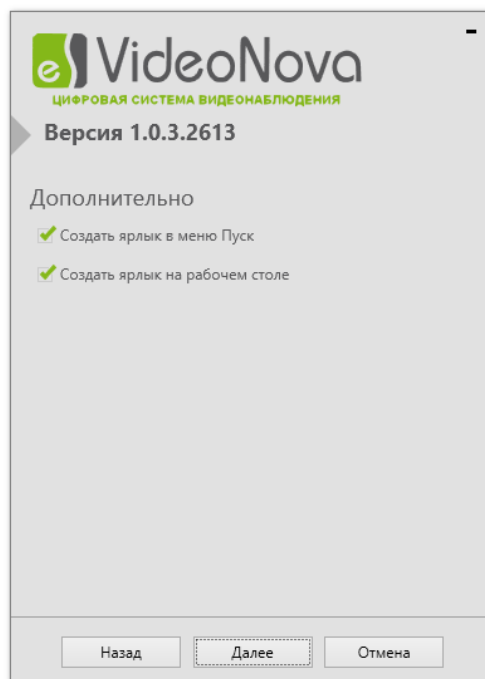 eS VideoNova
ЦИФРОВАЯ СИСТЕМА ВИДЕОНАБЛЮДЕНИЯ
Версия 1.0.3.2613
Дополнительно
Создать ярлык в меню Пуск
Создать ярлык на рабочем столе
Назад Далее Отмена